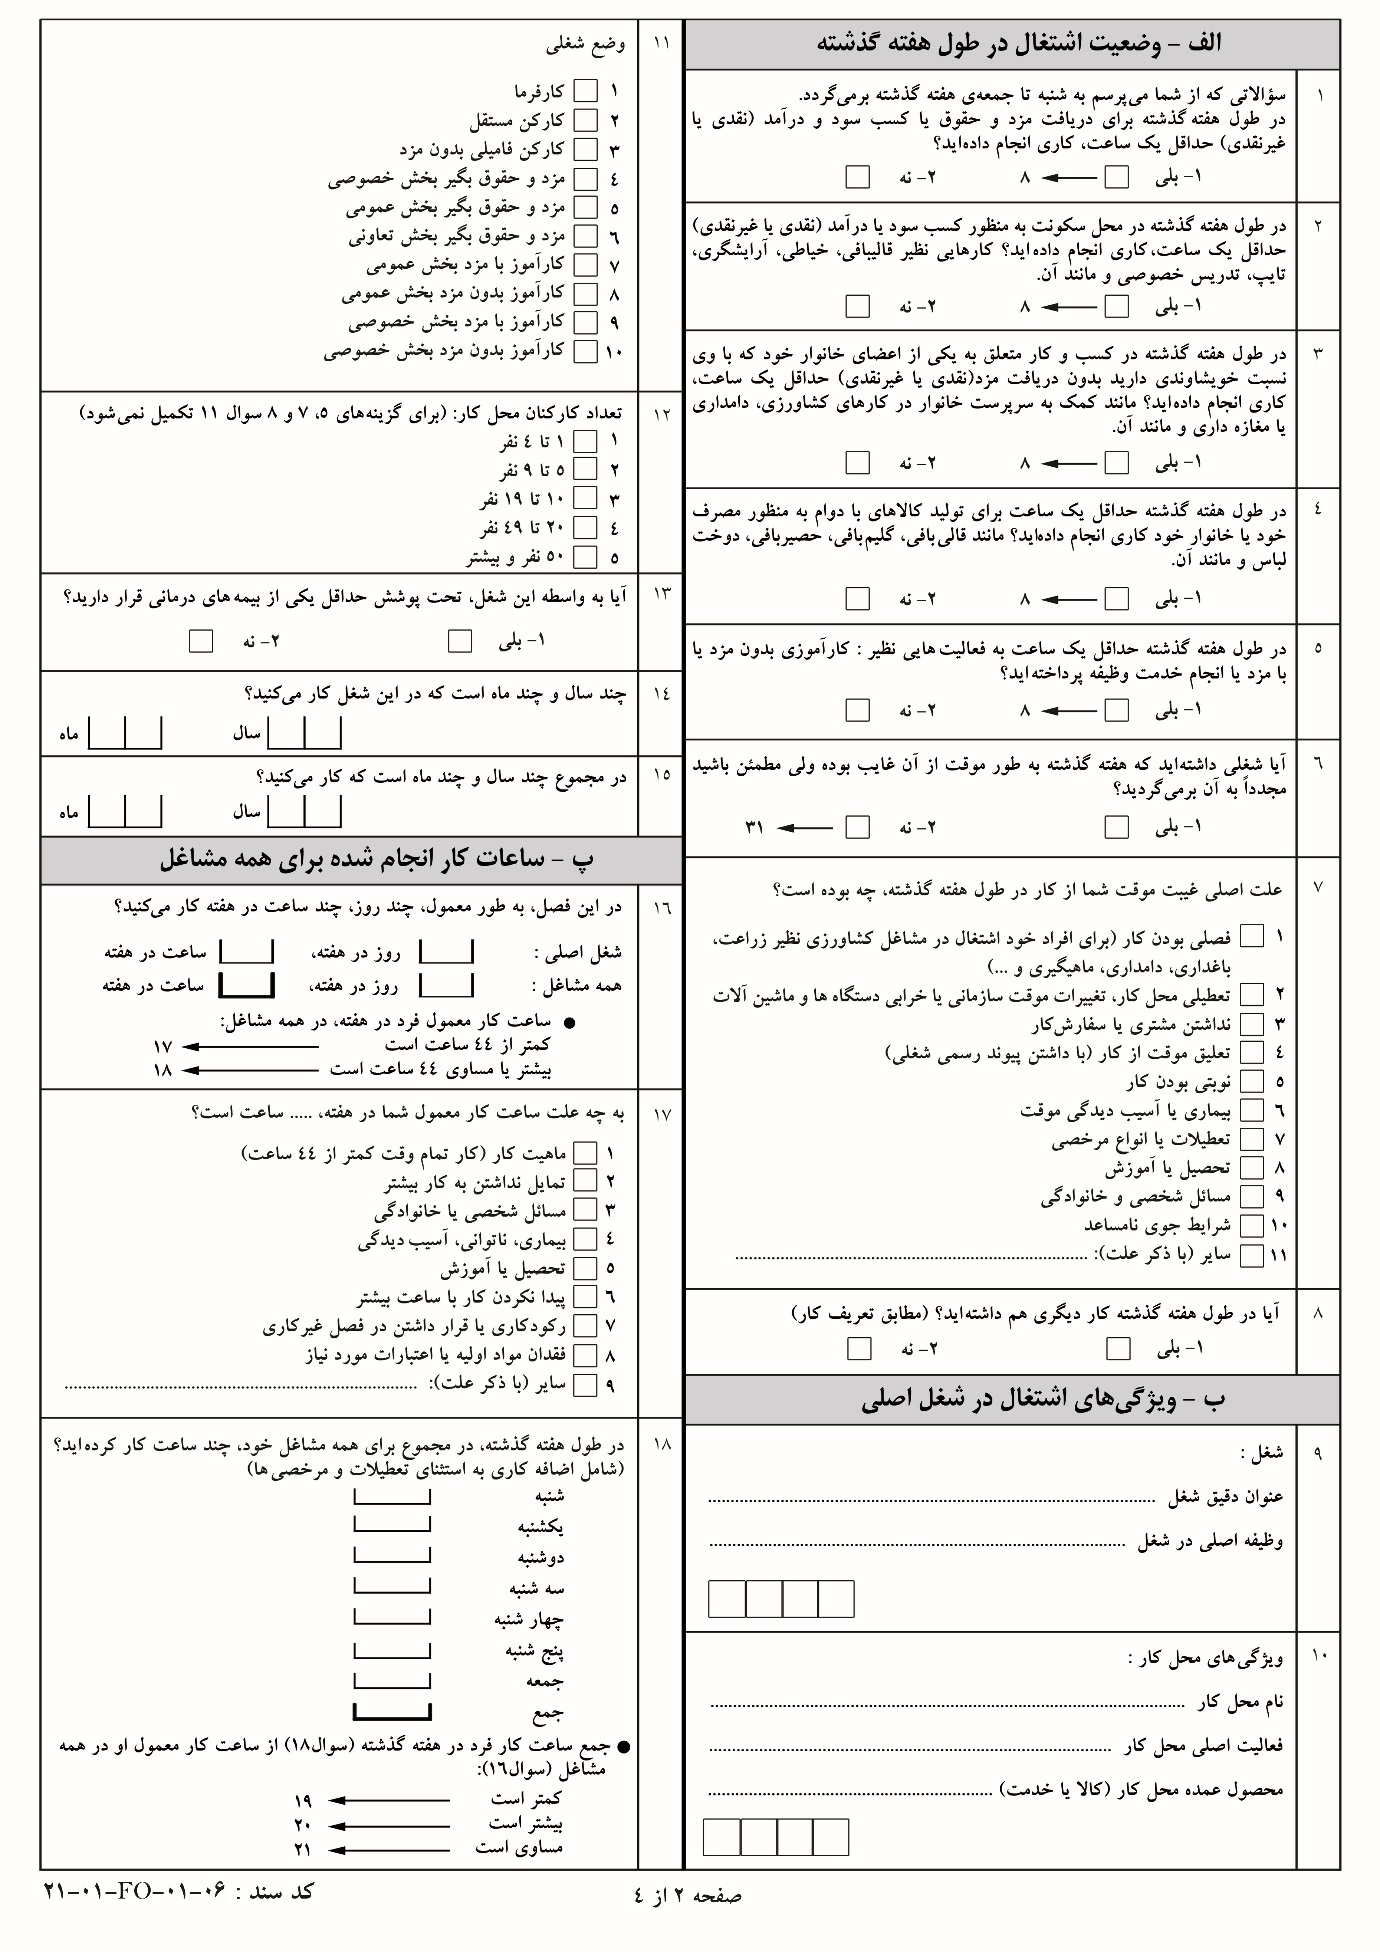 الف - وضعیت اشتغال در طول هفته گذشته
۱ سؤالاتی که از شما می‌پرسم به شنبه تا جمعه‌ی هفته گذشته برمی‌گردد.
در طول هفته گذشته برای دریافت مزد و حقوق یا کسب سود و درآمد (نقدی یا
غیرنقدی) حداقل یک ساعت، کاری انجام داده‌اید؟
۱- بلی ۸ ۲- نه
۲ در طول هفته گذشته در محل سکونت به منظور کسب سود یا درآمد (نقدی یا غیرنقدی)
حداقل یک ساعت، کاری انجام داده‌اید؟ کارهایی نظیر قالیبافی، خیاطی، آرایشگری،
تایپ، تدریس خصوصی و مانند آن.
۱- بلی ۸ ۲- نه
۳ در طول هفته گذشته در کسب و کار متعلق به یکی از اعضای خانوار خود که با وی
نسبت خویشاوندی دارید بدون دریافت مزد(نقدی یا غیرنقدی) حداقل یک ساعت،
کاری انجام داده‌اید؟ مانند کمک به سرپرست خانوار در کارهای کشاورزی، دامداری
یا مغازه داری و مانند آن.
۱- بلی ۸ ۲- نه
۴ در طول هفته گذشته حداقل یک ساعت برای تولید کالاهای با دوام به منظور مصرف
خود یا خانوار خود کاری انجام داده‌اید؟ مانند قالی‌بافی، گلیم‌بافی، حصیربافی، دوخت
لباس و مانند آن.
۱- بلی ۸ ۲- نه
۵ در طول هفته گذشته حداقل یک ساعت به فعالیت‌هایی نظیر : کارآموزی بدون مزد یا
با مزد یا انجام خدمت وظیفه پرداخته‌اید؟
۱- بلی ۸ ۲- نه
۶ آیا شغلی داشته‌اید که هفته گذشته به طور موقت از آن غایب بوده ولی مطمئن باشید
مجدداً به آن برمی‌گردید؟
۱- بلی ۲- نه ۳۱
۷ علت اصلی غیبت موقت شما از کار در طول هفته گذشته، چه بوده است؟
۱ فصلی بودن کار (برای افراد خود اشتغال در مشاغل کشاورزی نظیر زراعت،
باغداری، دامداری، ماهیگیری و ...)
۲ تعطیلی محل کار، تغییرات موقت سازمانی یا خرابی دستگاه ها و ماشین آلات
۳ نداشتن مشتری یا سفارش‌کار
۴ تعلیق موقت از کار (با داشتن پیوند رسمی شغلی)
۵ نوبتی بودن کار
۶ بیماری یا آسیب دیدگی موقت
۷ تعطیلات یا انواع مرخصی
۸ تحصیل یا آموزش
۹ مسائل شخصی و خانوادگی
۱۰ شرایط جوی نامساعد
۱۱ سایر (با ذکر علت): ..........
۸ آیا در طول هفته گذشته کار دیگری هم داشته‌اید؟ (مطابق تعریف کار)
۱- بلی ۲- نه
ب - ویژگی‌های اشتغال در شغل اصلی
۹ شغل :
عنوان دقیق شغل ..........
وظیفه اصلی در شغل ..........
۱۰ ویژگی‌های محل کار :
نام محل کار ..........
فعالیت اصلی محل کار ..........
محصول عمده محل کار (کالا یا خدمت) ..........
۱۱ وضع شغلی
۱ کارفرما
۲ کارکن مستقل
۳ کارکن فامیلی بدون مزد
۴ مزد و حقوق بگیر بخش خصوصی
۵ مزد و حقوق بگیر بخش عمومی
۶ مزد و حقوق بگیر بخش تعاونی
۷ کارآموز با مزد بخش عمومی
۸ کارآموز بدون مزد بخش عمومی
۹ کارآموز با مزد بخش خصوصی
۱۰ کارآموز بدون مزد بخش خصوصی
۱۲ تعداد کارکنان محل کار: (برای گزینه‌های ۵، ۷ و ۸ سوال ۱۱ تکمیل نمی‌شود)
۱ ۱ تا ۴ نفر
۲ ۵ تا ۹ نفر
۳ ۱۰ تا ۱۹ نفر
۴ ۲۰ تا ۴۹ نفر
۵ ۵۰ نفر و بیشتر
۱۳ آیا به واسطه این شغل، تحت پوشش حداقل یکی از بیمه‌های درمانی قرار دارید؟
۱- بلی ۲- نه
۱۴ چند سال و چند ماه است که در این شغل کار می‌کنید؟
سال ماه
۱۵ در مجموع چند سال و چند ماه است که کار می‌کنید؟
سال ماه
پ - ساعات کار انجام شده برای همه مشاغل
۱۶ در این فصل، به طور معمول، چند روز، چند ساعت در هفته کار می‌کنید؟
شغل اصلی : روز در هفته، ساعت در هفته
همه مشاغل : روز در هفته، ساعت در هفته
● ساعت کار معمول فرد در هفته، در همه مشاغل:
کمتر از ۴۴ ساعت است ۱۷
بیشتر یا مساوی ۴۴ ساعت است ۱۸
۱۷ به چه علت ساعت کار معمول شما در هفته، ..... ساعت است؟
۱ ماهیت کار (کار تمام وقت کمتر از ۴۴ ساعت)
۲ تمایل نداشتن به کار بیشتر
۳ مسائل شخصی یا خانوادگی
۴ بیماری، ناتوانی، آسیب دیدگی
۵ تحصیل یا آموزش
۶ پیدا نکردن کار با ساعت بیشتر
۷ رکودکاری یا قرار داشتن در فصل غیرکاری
۸ فقدان مواد اولیه یا اعتبارات مورد نیاز
۹ سایر (با ذکر علت): ..........
۱۸ در طول هفته گذشته، در مجموع برای همه مشاغل خود، چند ساعت کار کرده‌اید؟
(شامل اضافه کاری به استثنای تعطیلات و مرخصی‌ها)
شنبه
یکشنبه
دوشنبه
سه شنبه
چهار شنبه
پنج شنبه
جمعه
جمع
● جمع ساعت کار فرد در هفته گذشته (سوال۱۸) از ساعت کار معمول او در همه
مشاغل (سوال۱۶):
کمتر است ۱۹
بیشتر است ۲۰
مساوی است ۲۱
صفحه ۲ از ۴
کد سند : ۲۱-۰۱-FO-۰۱-۰۶